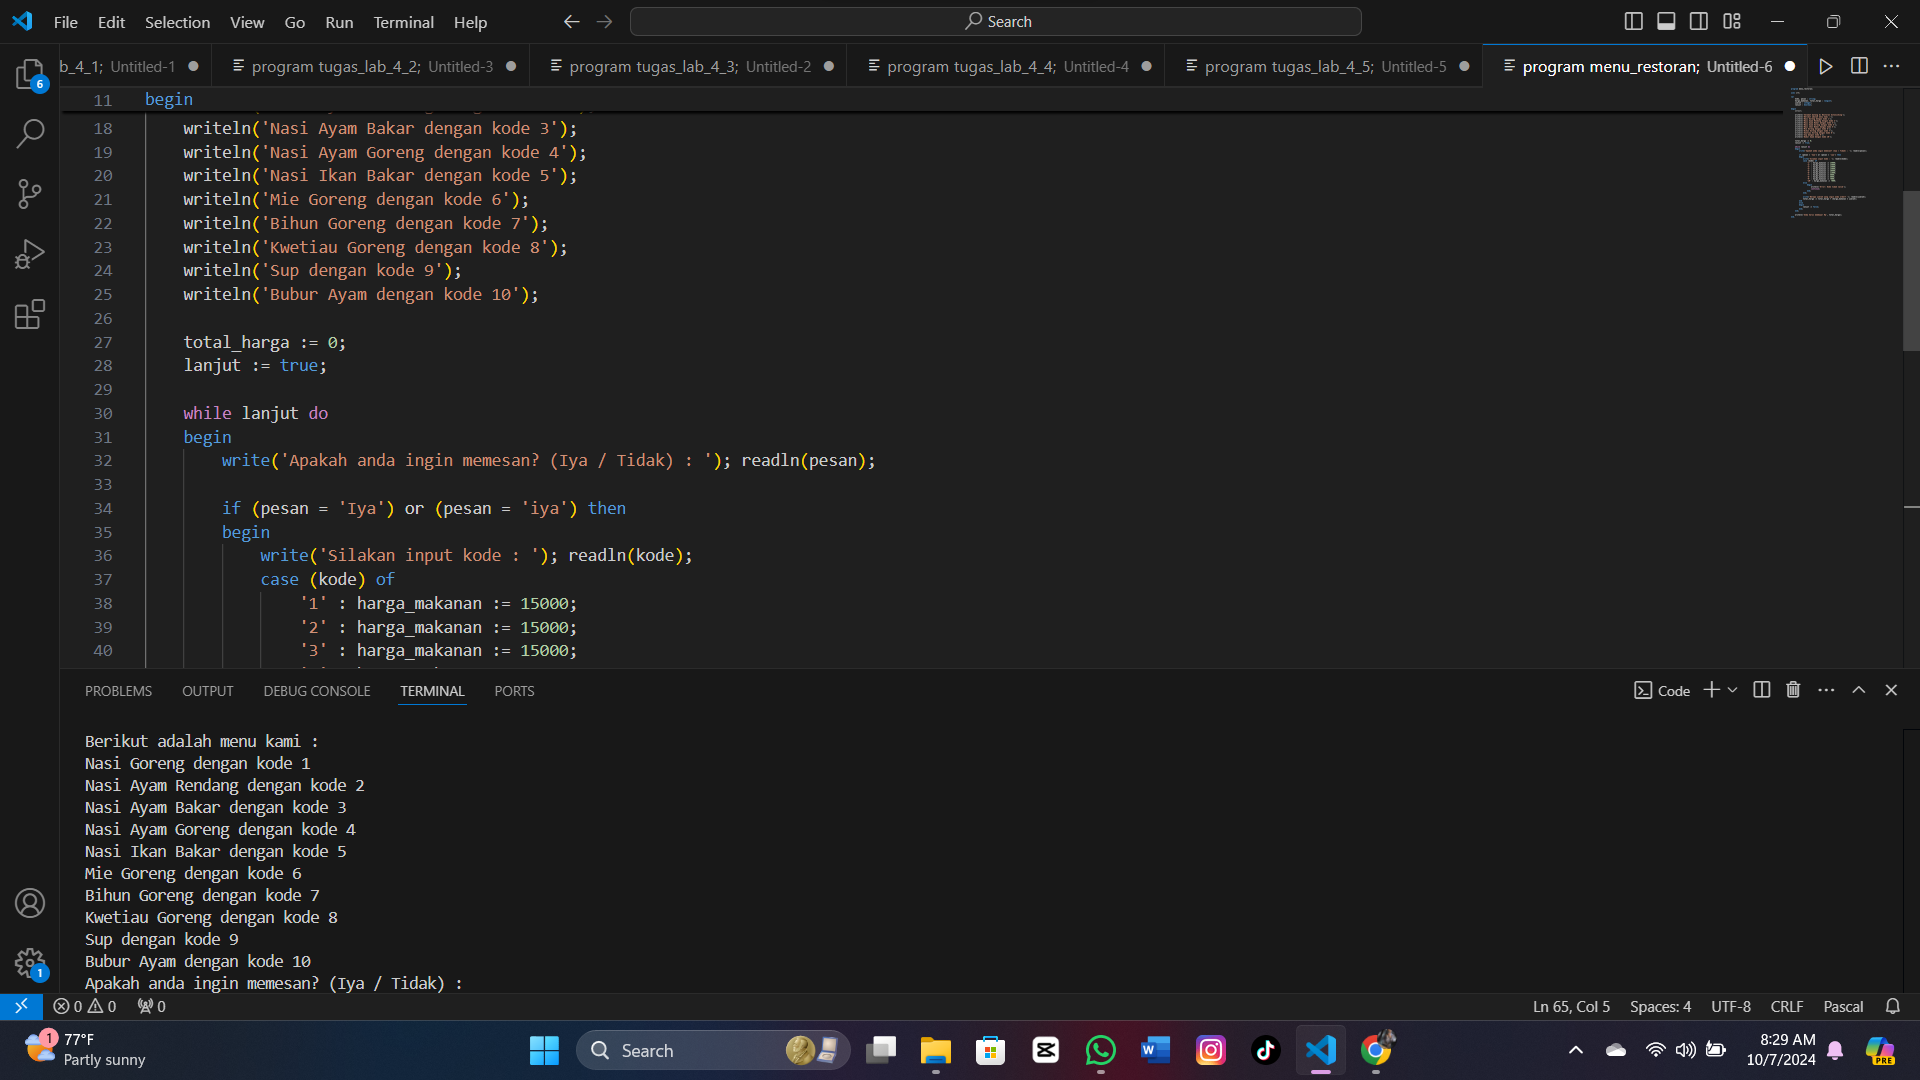 File Edit Selection View Go Run Terminal Help
Search
b_4_1; Untitled-1
program tugas_lab_4_2; Untitled-3
program tugas_lab_4_3; Untitled-2
program tugas_lab_4_4; Untitled-4
program tugas_lab_4_5; Untitled-5
program menu_restoran; Untitled-6
6
11 begin
18 writeln('Nasi Ayam Bakar dengan kode 3');
19 writeln('Nasi Ayam Goreng dengan kode 4');
20 writeln('Nasi Ikan Bakar dengan kode 5');
21 writeln('Mie Goreng dengan kode 6');
22 writeln('Bihun Goreng dengan kode 7');
23 writeln('Kwetiau Goreng dengan kode 8');
24 writeln('Sup dengan kode 9');
25 writeln('Bubur Ayam dengan kode 10');
26
27 total_harga := 0;
28 lanjut := true;
29
30 while lanjut do
31 begin
32 write('Apakah anda ingin memesan? (Iya / Tidak) : '); readln(pesan);
33
34 if (pesan = 'Iya') or (pesan = 'iya') then
35 begin
36 write('Silakan input kode : '); readln(kode);
37 case (kode) of
38 '1' : harga_makanan := 15000;
39 '2' : harga_makanan := 15000;
40 '3' : harga_makanan := 15000;
PROBLEMS OUTPUT DEBUG CONSOLE TERMINAL PORTS
Code
Berikut adalah menu kami :
Nasi Goreng dengan kode 1
Nasi Ayam Rendang dengan kode 2
Nasi Ayam Bakar dengan kode 3
Nasi Ayam Goreng dengan kode 4
Nasi Ikan Bakar dengan kode 5
Mie Goreng dengan kode 6
Bihun Goreng dengan kode 7
Kwetiau Goreng dengan kode 8
Sup dengan kode 9
Bubur Ayam dengan kode 10
Apakah anda ingin memesan? (Iya / Tidak) :
1
0 0 0
Ln 65, Col 5 Spaces: 4 UTF-8 CRLF Pascal
1
77°F
Partly sunny
Search
W
PRE
8:29 AM
10/7/2024